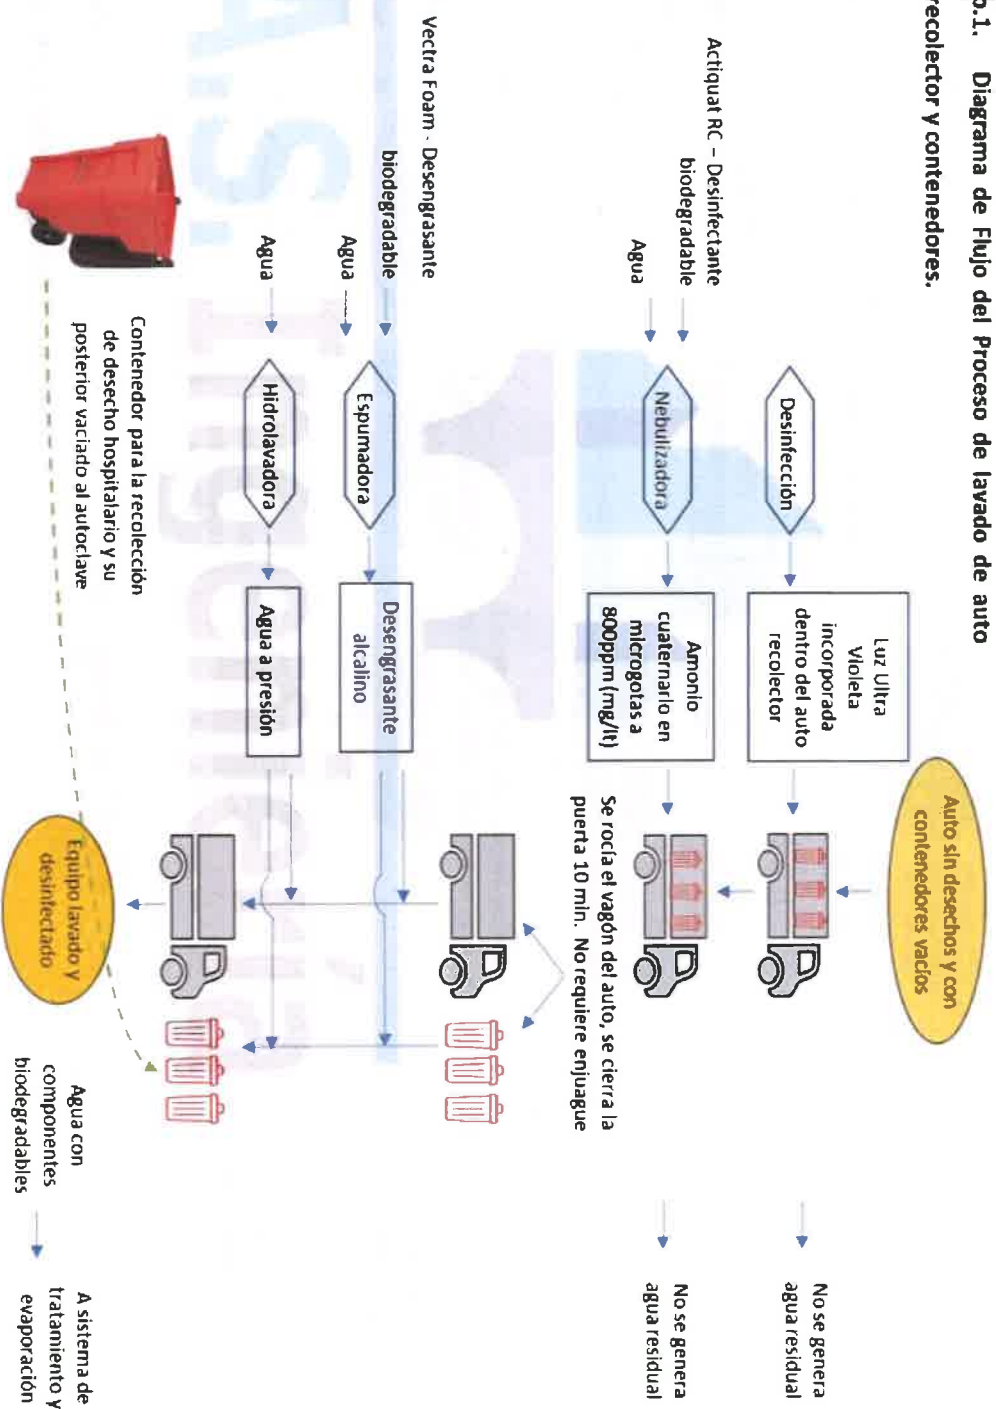 b.1. Diagrama de Flujo del Proceso de lavado de auto
recolector y contenedores.
Auto sin desechos y con
contenedores vacíos
Desinfección
Luz Ultra
Violeta
incorporada
dentro del auto
recolector
No se genera
agua residual
Actiquat RC – Desinfectante
biodegradable
Agua
Nebulizadora
Amonio
cuaternario en
microgotas a
800ppm (mg/lt)
No se genera
agua residual
Se rocía el vagón del auto, se cierra la
puerta 10 min. No requiere enjuague
Vectra Foam - Desengrasante
biodegradable
Agua
Espumadora
Desengrasante
alcalino
Agua
Hidrolavadora
Agua a presión
Contenedor para la recolección
de desecho hospitalario y su
posterior vaciado al autoclave
Equipo lavado y
desinfectado
Agua con
componentes
biodegradables
A sistema de
tratamiento y
evaporación
A.S.
Ingeniería